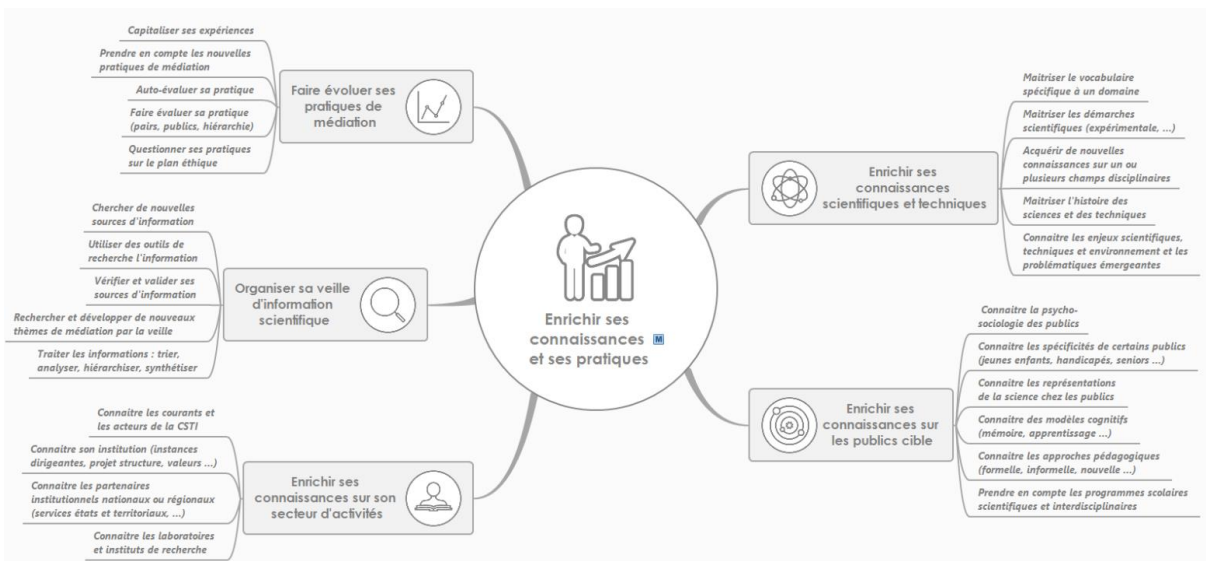 Enrichir ses
connaissances
et ses pratiques
M
Faire évoluer ses
pratiques de
médiation
Capitaliser ses expériences
Prendre en compte les nouvelles
pratiques de médiation
Auto-évaluer sa pratique
Faire évaluer sa pratique
(pairs, publics, hiérarchie)
Questionner ses pratiques
sur le plan éthique
Organiser sa veille
d'information
scientifique
Chercher de nouvelles
sources d'information
Utiliser des outils de
recherche l'information
Vérifier et valider ses
sources d'information
Rechercher et développer de nouveaux
thèmes de médiation par la veille
Traiter les informations : trier,
analyser, hiérarchiser, synthétiser
Enrichir ses
connaissances sur son
secteur d'activités
Connaitre les courants et
les acteurs de la CSTI
Connaitre son institution (instances
dirigeantes, projet structure, valeurs ...)
Connaitre les partenaires
institutionnels nationaux ou régionaux
(services états et territoriaux, ...)
Connaitre les laboratoires
et instituts de recherche
Enrichir ses
connaissances
scientifiques et techniques
Maitriser le vocabulaire
spécifique à un domaine
Maitriser les démarches
scientifiques (expérimentale, ...)
Acquérir de nouvelles
connaissances sur un ou
plusieurs champs disciplinaires
Maitriser l'histoire des
sciences et des techniques
Connaitre les enjeux scientifiques,
techniques et environnement et les
problématiques émergeantes
Enrichir ses
connaissances sur
les publics cible
Connaitre la psycho-
sociologie des publics
Connaitre les spécificités de certains publics
(jeunes enfants, handicapés, seniors ...)
Connaitre les représentations
de la science chez les publics
Connaitre des modèles cognitifs
(mémoire, apprentissage ...)
Connaitre les approches pédagogiques
(formelle, informelle, nouvelle ...)
Prendre en compte les programmes scolaires
scientifiques et interdisciplinaires